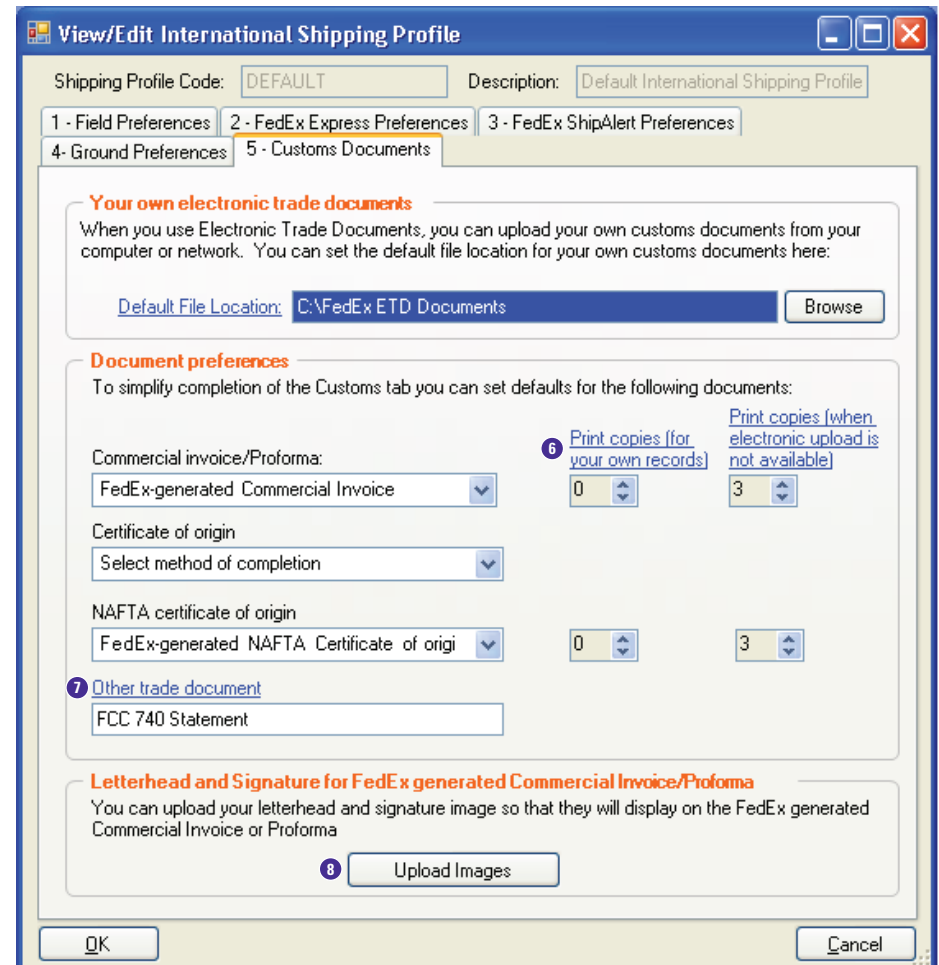 View/Edit International Shipping Profile
Shipping Profile Code: DEFAULT Description: Default International Shipping Profile
1 - Field Preferences 2 - FedEx Express Preferences 3 - FedEx ShipAlert Preferences
4- Ground Preferences 5 - Customs Documents
Your own electronic trade documents
When you use Electronic Trade Documents, you can upload your own customs documents from your
computer or network. You can set the default file location for your own customs documents here:
Default File Location: C:\FedEx ETD Documents Browse
Document preferences
To simplify completion of the Customs tab you can set defaults for the following documents:
Print copies (when
6 Print copies (for electronic upload is
Commercial invoice/Proforma: your own records) not available)
FedEx-generated Commercial Invoice 0 3
Certificate of origin
Select method of completion
NAFTA certificate of origin
FedEx-generated NAFTA Certificate of origi 0 3
7 Other trade document
FCC 740 Statement
Letterhead and Signature for FedEx generated Commercial Invoice/Proforma
You can upload your letterhead and signature image so that they will display on the FedEx generated
Commercial Invoice or Proforma
8 Upload Images
OK Cancel